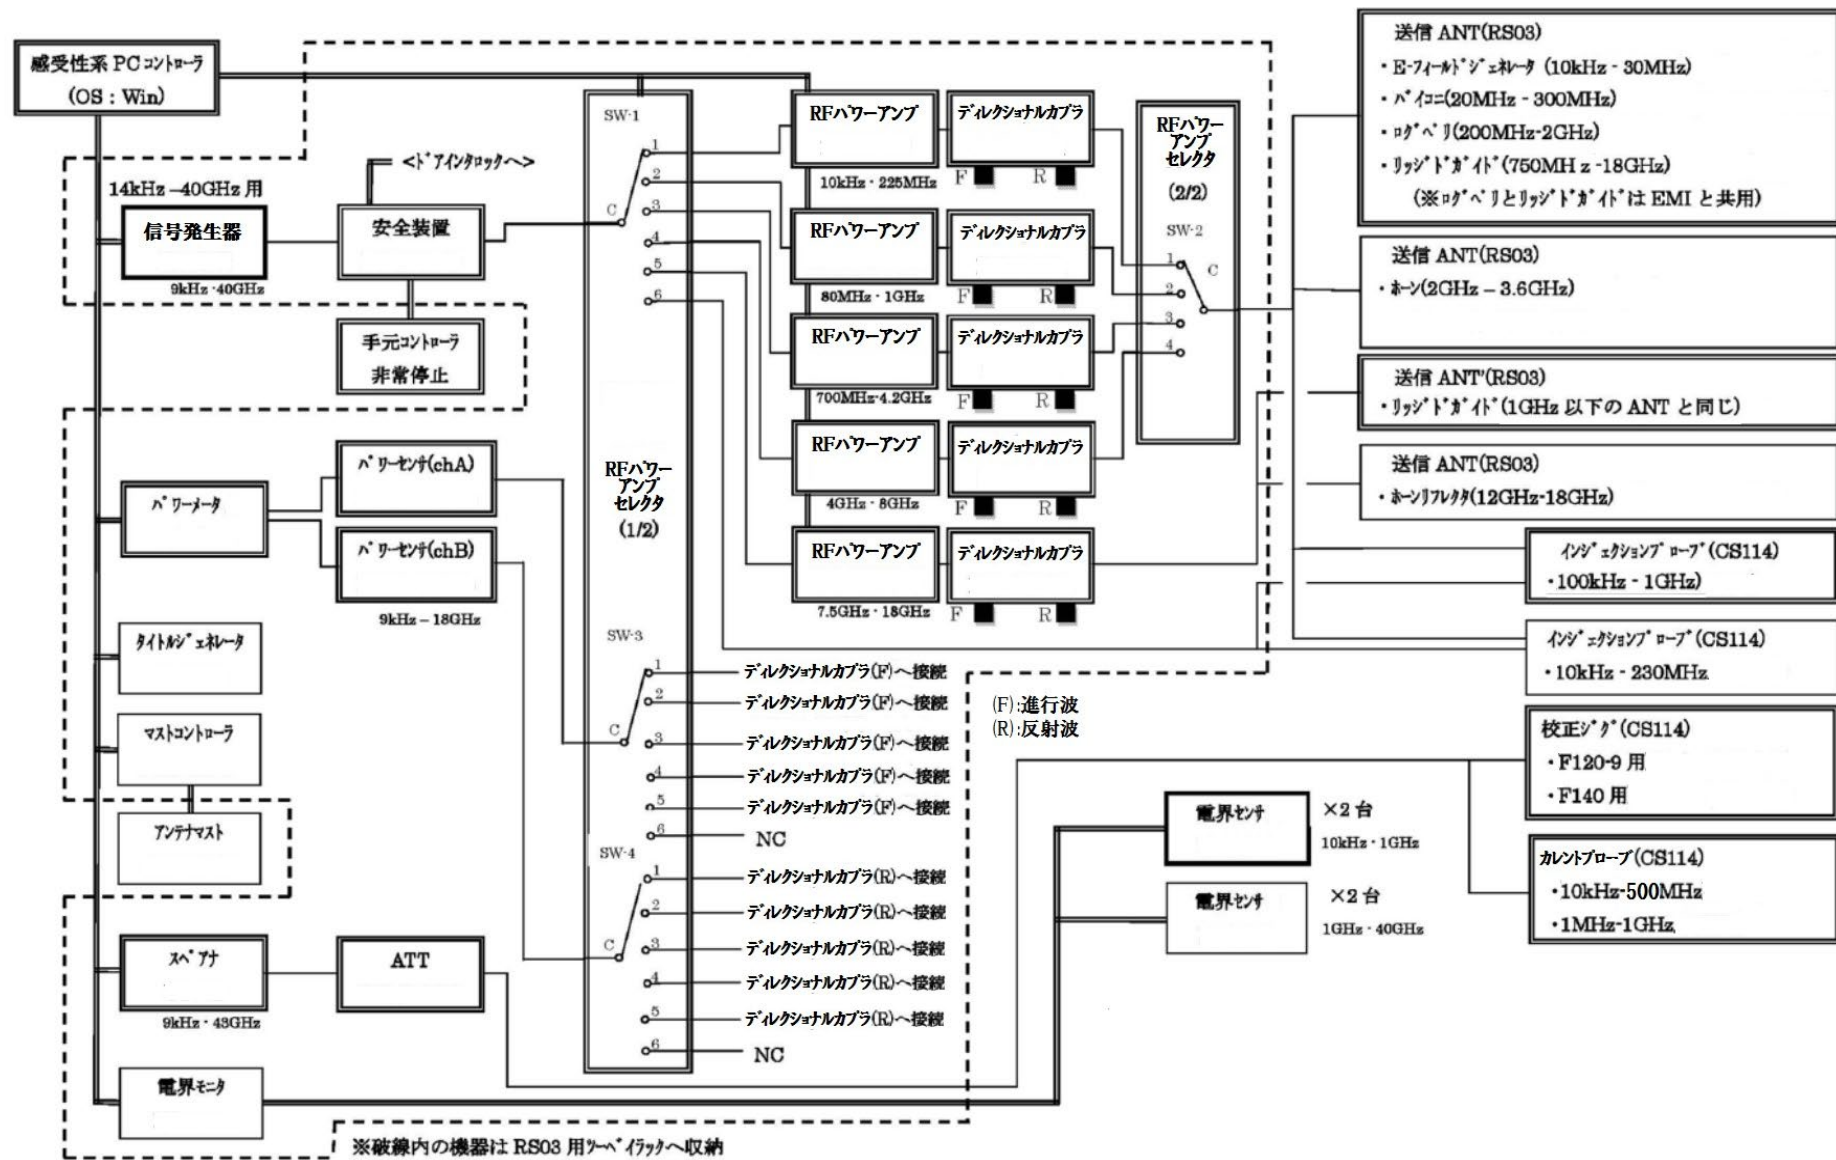 感受性系 PC ｺﾝﾄﾛｰﾗ
(OS : Win)
14kHz –40GHz 用
信号発生器
9kHz - 40GHz
<ﾄﾞｱｲﾝﾀﾛｯｸへ>
安全装置
手元ｺﾝﾄﾛｰﾗ
非常停止
ﾊﾟﾜｰﾒｰﾀ
ﾊﾟﾜｰｾﾝｻ(chA)
ﾊﾟﾜｰｾﾝｻ(chB)
9kHz – 18GHz
ﾀｲﾄﾙｼﾞｪﾈﾚｰﾀ
ﾏｽﾄｺﾝﾄﾛｰﾗ
ｱﾝﾃﾅﾏｽﾄ
ｽﾍﾟｱﾅ
9kHz - 43GHz
ATT
電界ﾓﾆﾀ
SW-1
C
1
2
3
4
5
6
RFパワー
アンプ
セレクタ
(1/2)
SW-3
C
1
2
3
4
5
6
ディレクショナルカプラ(F)へ接続
ディレクショナルカプラ(F)へ接続
ディレクショナルカプラ(F)へ接続
ディレクショナルカプラ(F)へ接続
ディレクショナルカプラ(F)へ接続
NC
SW-4
C
1
2
3
4
5
6
ディレクショナルカプラ(R)へ接続
ディレクショナルカプラ(R)へ接続
ディレクショナルカプラ(R)へ接続
ディレクショナルカプラ(R)へ接続
ディレクショナルカプラ(R)へ接続
NC
RFパワーアンプ
10kHz - 225MHz
ディレクショナルカプラ
F R
RFパワーアンプ
80MHz - 1GHz
ディレクショナルカプラ
F R
RFパワーアンプ
700MHz-4.2GHz
ディレクショナルカプラ
F R
RFパワーアンプ
4GHz - 8GHz
ディレクショナルカプラ
F R
RFパワーアンプ
7.5GHz - 18GHz
ディレクショナルカプラ
F R
RFパワー
アンプ
セレクタ
(2/2)
SW-2
1
2
3
4
C
(F):進行波
(R):反射波
送信 ANT(RS03)
・E-ﾌｨｰﾙﾄﾞｼﾞｪﾈﾚｰﾀ (10kHz - 30MHz)
・ﾊﾞｲｺﾆ(20MHz - 300MHz)
・ﾛｸﾞﾍﾟﾘ(200MHz-2GHz)
・ﾘｯｼﾞﾄﾞｶﾞｲﾄﾞ(750MH z -18GHz)
(※ﾛｸﾞﾍﾟﾘとﾘｯｼﾞﾄﾞｶﾞｲﾄﾞは EMI と共用)
送信 ANT(RS03)
・ﾎｰﾝ(2GHz – 3.6GHz)
送信 ANT'(RS03)
・ﾘｯｼﾞﾄﾞｶﾞｲﾄﾞ(1GHz 以下の ANT と同じ)
送信 ANT(RS03)
・ﾎｰﾝﾘﾌﾚｸﾀ(12GHz-18GHz)
ｲﾝｼﾞｪｸｼｮﾝﾌﾟﾛｰﾌﾞ(CS114)
・100kHz - 1GHz)
ｲﾝｼﾞｪｸｼｮﾝﾌﾟﾛｰﾌﾞ(CS114)
・10kHz - 230MHz
校正ｼﾞｸﾞ(CS114)
・F120-9 用
・F140 用
ｶﾚﾝﾄﾌﾟﾛｰﾌﾞ(CS114)
・10kHz-500MHz
・1MHz-1GHz
電界ｾﾝｻ
×2 台
10kHz - 1GHz
電界ｾﾝｻ
×2 台
1GHz - 40GHz
※破線内の機器は RS03 用ﾂｰﾍﾞｲﾗｯｸへ収納